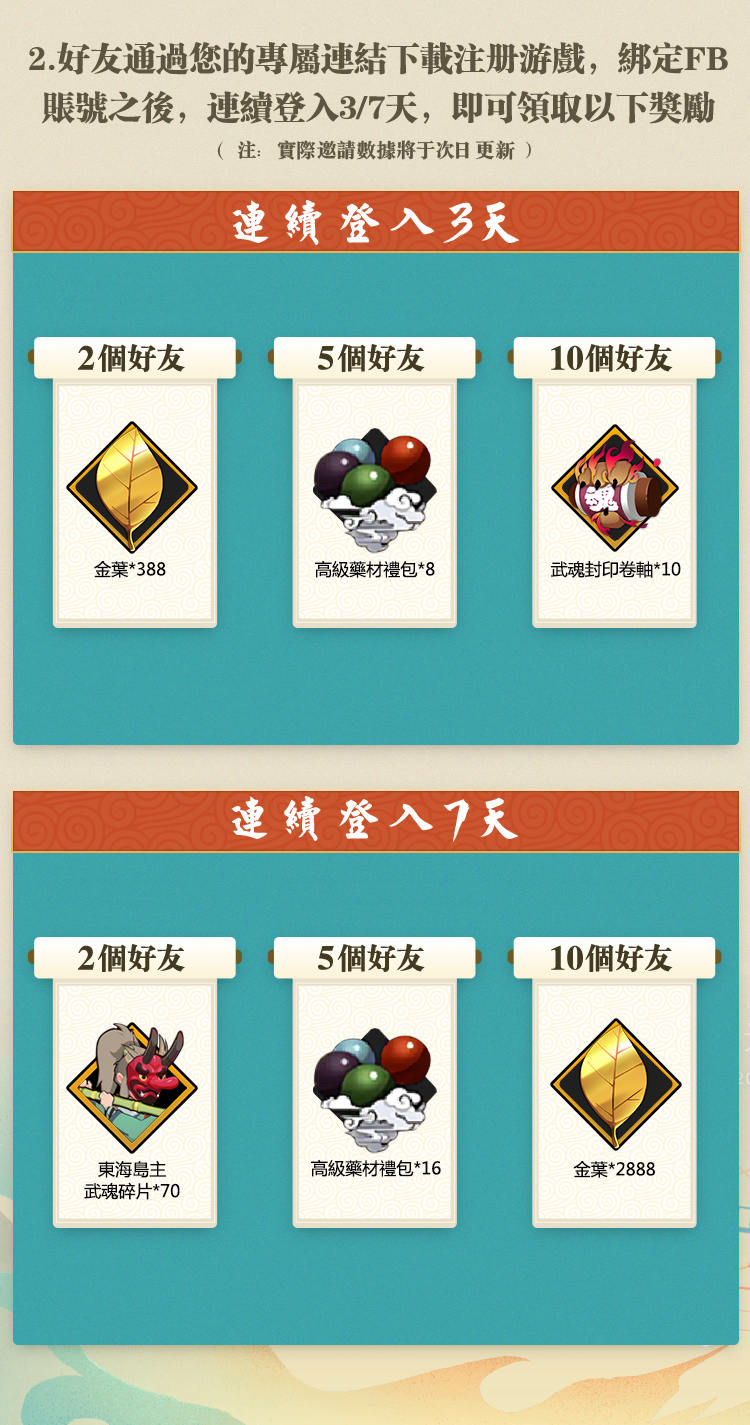 2.好友通過您的專屬連結下載注册游戲，綁定FB
賬號之後，連續登入3/7天，即可領取以下獎勵
（ 注: 實際邀請數據將于次日更新 ）
連續登入3天
2個好友
5個好友
10個好友
魂
金葉*388
高級藥材禮包*8
武魂封印卷軸*10
連續登入7天
2個好友
5個好友
10個好友
東海島主
武魂碎片*70
高級藥材禮包*16
金葉*2888